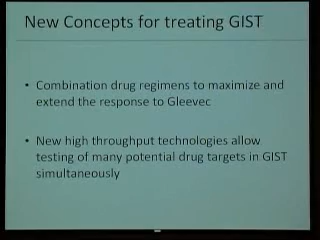 New Concepts for treating GIST
• Combination drug regimens to maximize and
extend the response to Gleevec
• New high throughput technologies allow
testing of many potential drug targets in GIST
simultaneously